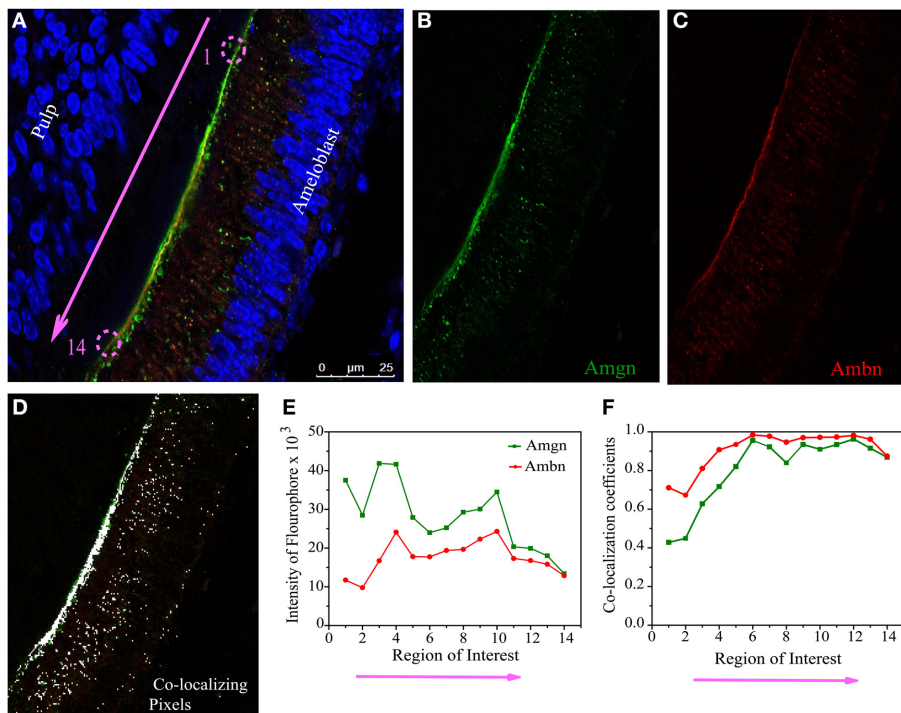 A
1
Pulp
Ameloblast
14
0 µm 25
B
Amgn
C
Ambn
D
Co-localizing
Pixels
E
Intensity of Flourophore x 10 3
50
40
30
20
10
0
Amgn
Ambn
0 2 4 6 8 10 12 14
Region of Interest
F
Co-localization coefficients
1.0
0.8
0.6
0.4
0.2
0.0
0 2 4 6 8 10 12 14
Region of Interest